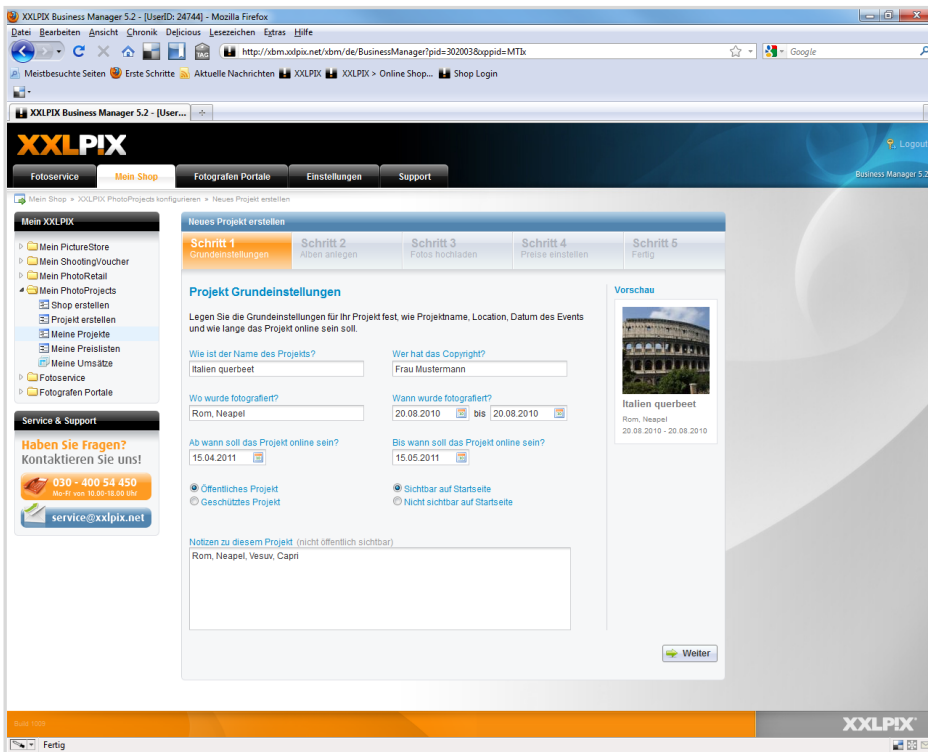 XXLPIX Business Manager 5.2 - [UserID: 24744] - Mozilla Firefox
Datei Bearbeiten Ansicht Chronik Delicious Lesezeichen Extras Hilfe
TAG
http://xbm.xxlpix.net/xbm/de/BusinessManager?pid=302003&xppid=MTIx
Google
Meistbesuchte Seiten Erste Schritte Aktuelle Nachrichten XXLPIX XXLPIX > Online Shop... Shop Login
XXLPIX Business Manager 5.2 - [User...
XXLPIX
Logout
Fotoservice Mein Shop Fotografen Portale Einstellungen Support
Business Manager 5.2
Mein Shop » XXLPIX PhotoProjects konfigurieren » Neues Projekt erstellen
Mein XXLPIX
Mein PictureStore
Mein ShootingVoucher
Mein PhotoRetail
Mein PhotoProjects
Shop erstellen
Projekt erstellen
Meine Projekte
Meine Preislisten
Meine Umsätze
Fotoservice
Fotografen Portale
Service & Support
Haben Sie Fragen?
Kontaktieren Sie uns!
030 - 400 54 450
Mo-Fr von 10.00-18.00 Uhr
service@xxlpix.net
Neues Projekt erstellen
Schritt 1
Grundeinstellungen
Schritt 2
Alben anlegen
Schritt 3
Fotos hochladen
Schritt 4
Preise einstellen
Schritt 5
Fertig
Projekt Grundeinstellungen
Legen Sie die Grundeinstellungen für Ihr Projekt fest, wie Projektname, Location, Datum des Events
und wie lange das Projekt online sein soll.
Wie ist der Name des Projekts?
Italien querbeet
Wer hat das Copyright?
Frau Mustermann
Wo wurde fotografiert?
Rom, Neapel
Wann wurde fotografiert?
20.08.2010 bis 20.08.2010
Ab wann soll das Projekt online sein?
15.04.2011
Bis wann soll das Projekt online sein?
15.05.2011
Öffentliches Projekt
Geschütztes Projekt
Sichtbar auf Startseite
Nicht sichtbar auf Startseite
Notizen zu diesem Projekt (nicht öffentlich sichtbar)
Rom, Neapel, Vesuv, Capri
Vorschau
Italien querbeet
Rom, Neapel
20.08.2010 - 20.08.2010
Weiter
XXLPIX
Fertig